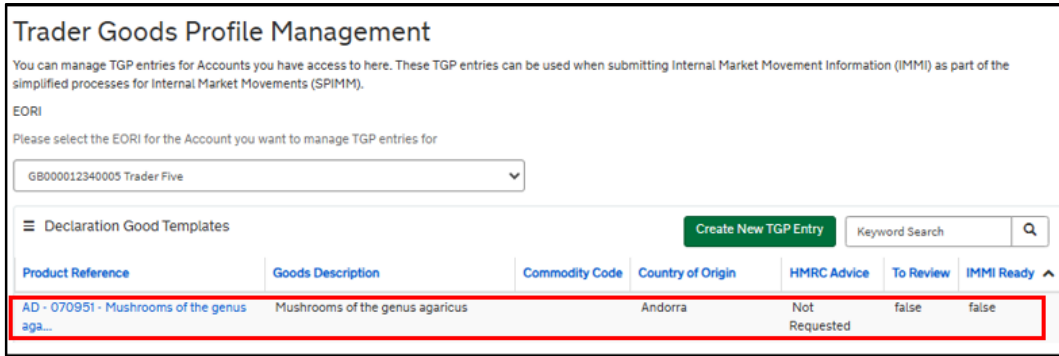 Trader Goods Profile Management
You can manage TGP entries for Accounts you have access to here. These TGP entries can be used when submitting Internal Market Movement Information (IMMI) as part of the
simplified processes for Internal Market Movements (SPIMM).
EORI
Please select the EORI for the Account you want to manage TGP entries for
GB000012340005 Trader Five
Declaration Good Templates Create New TGP Entry Keyword Search
Product Reference Goods Description Commodity Code Country of Origin HMRC Advice To Review IMMI Ready
AD - 070951 - Mushrooms of the genus Mushrooms of the genus agaricus Andorra Not false false
aga... Requested